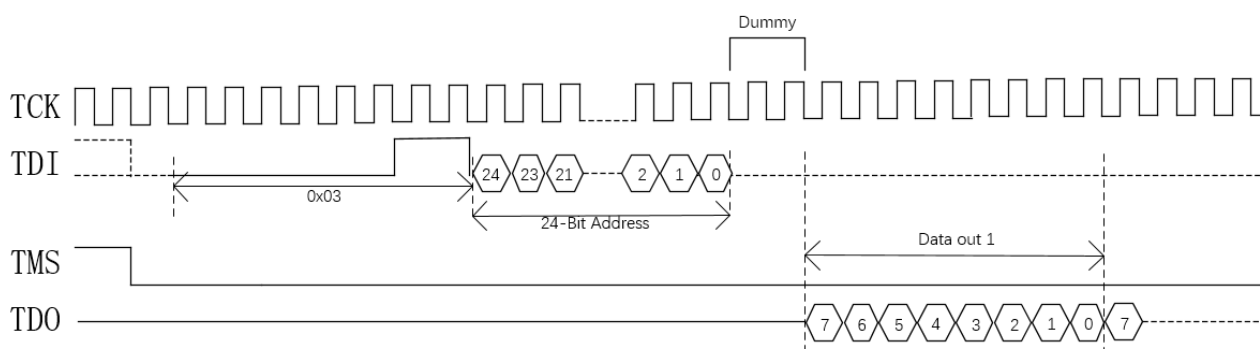 Dummy
TCK
TDI
24 23 21 2 1 0
0x03
24-Bit Address
Data out 1
TMS
TDO
7 6 5 4 3 2 1 0 7